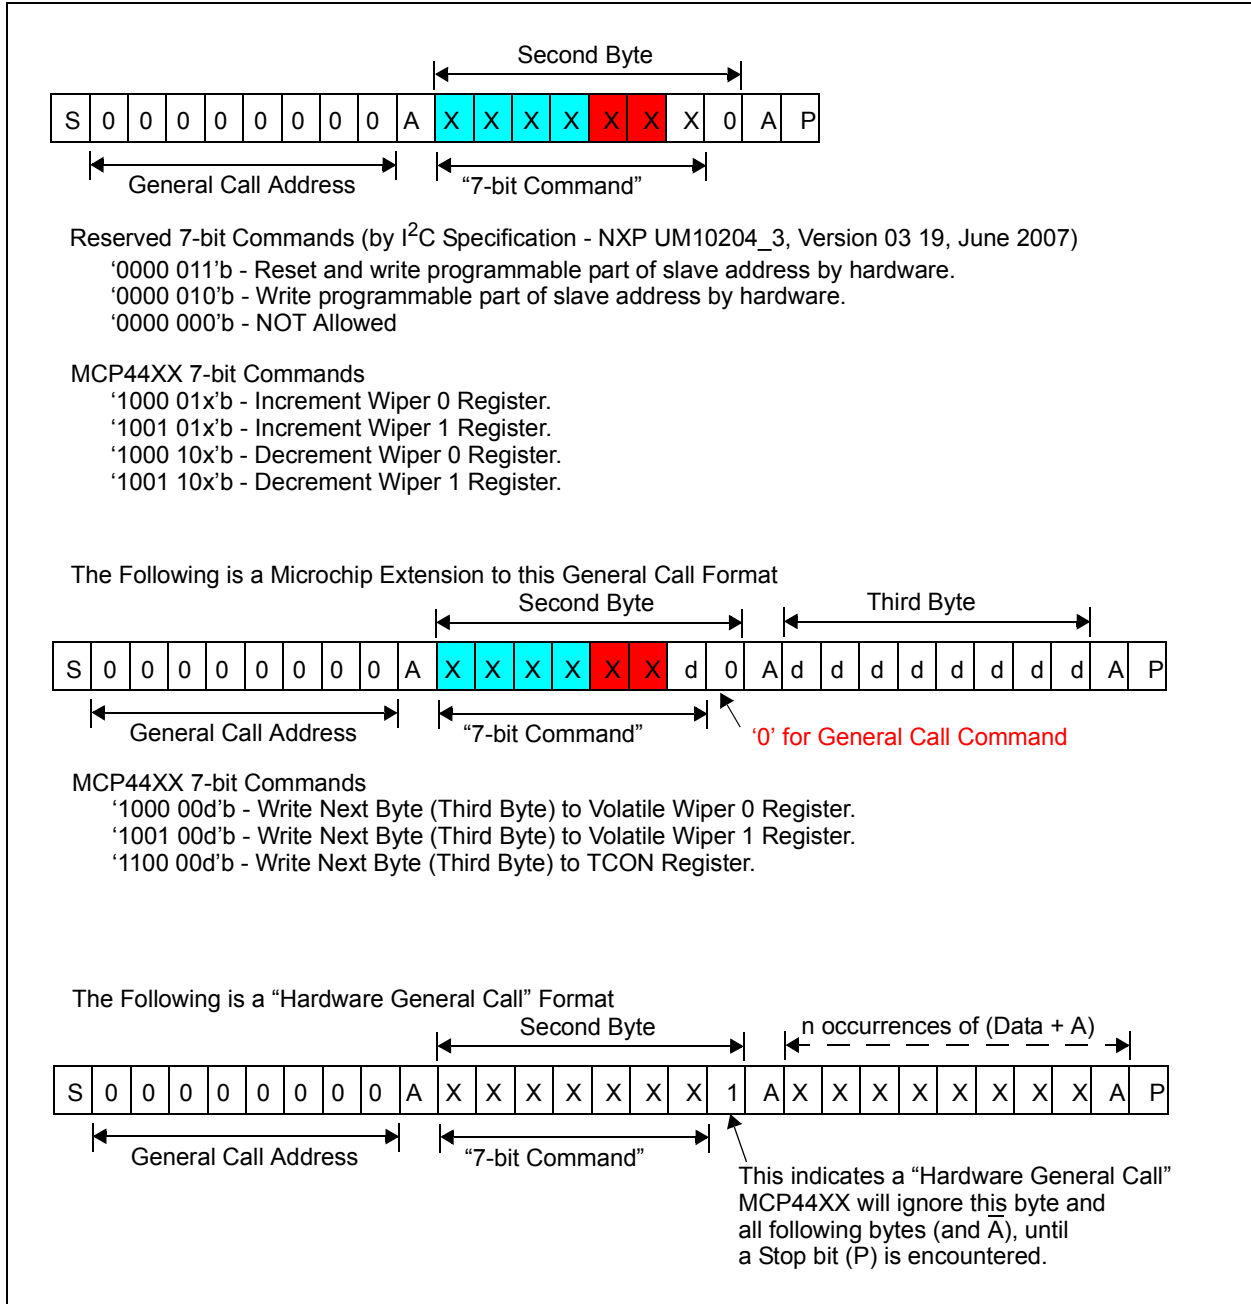 Second Byte
S 0 0 0 0 0 0 0 0 A X X X X X X X 0 A P
General Call Address “7-bit Command”
Reserved 7-bit Commands (by I2C Specification - NXP UM10204_3, Version 03 19, June 2007)
‘0000 011’b - Reset and write programmable part of slave address by hardware.
‘0000 010’b - Write programmable part of slave address by hardware.
‘0000 000’b - NOT Allowed
MCP44XX 7-bit Commands
‘1000 01x’b - Increment Wiper 0 Register.
‘1001 01x’b - Increment Wiper 1 Register.
‘1000 10x’b - Decrement Wiper 0 Register.
‘1001 10x’b - Decrement Wiper 1 Register.
The Following is a Microchip Extension to this General Call Format
Second Byte Third Byte
S 0 0 0 0 0 0 0 0 A X X X X X X d 0 A d d d d d d d d A P
General Call Address “7-bit Command” ‘0’ for General Call Command
MCP44XX 7-bit Commands
‘1000 00d’b - Write Next Byte (Third Byte) to Volatile Wiper 0 Register.
‘1001 00d’b - Write Next Byte (Third Byte) to Volatile Wiper 1 Register.
‘1100 00d’b - Write Next Byte (Third Byte) to TCON Register.
The Following is a “Hardware General Call” Format
Second Byte n occurrences of (Data + A)
S 0 0 0 0 0 0 0 0 A X X X X X X X 1 A X X X X X X X X A P
General Call Address “7-bit Command”
This indicates a “Hardware General Call”
MCP44XX will ignore this byte and
all following bytes (and A̅), until
a Stop bit (P) is encountered.